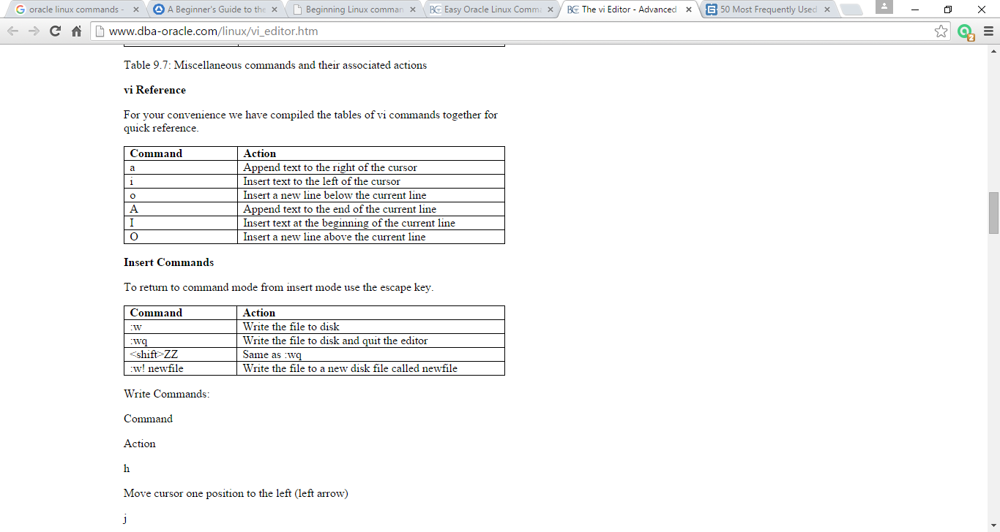 oracle linux commands -
A Beginner's Guide to the
Beginning Linux comman
BC Easy Oracle Linux Comm
BC The vi Editor - Advanced
50 Most Frequently Used
www.dba-oracle.com/linux/vi_editor.htm
2
Table 9.7: Miscellaneous commands and their associated actions
vi Reference
For your convenience we have compiled the tables of vi commands together for
quick reference.
Command Action
a Append text to the right of the cursor
i Insert text to the left of the cursor
o Insert a new line below the current line
A Append text to the end of the current line
I Insert text at the beginning of the current line
O Insert a new line above the current line
Insert Commands
To return to command mode from insert mode use the escape key.
Command Action
:w Write the file to disk
:wq Write the file to disk and quit the editor
<shift>ZZ Same as :wq
:w! newfile Write the file to a new disk file called newfile
Write Commands:
Command
Action
h
Move cursor one position to the left (left arrow)
j